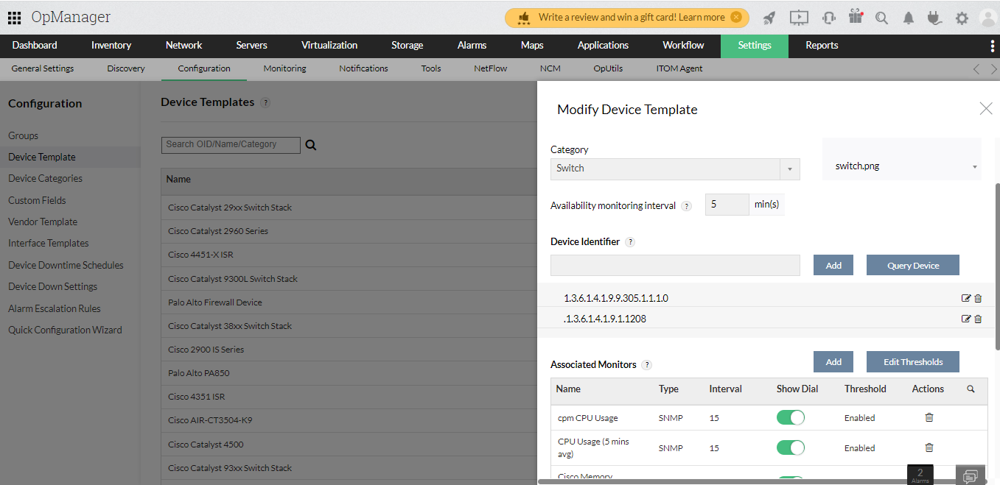 OpManager
Write a review and win a gift card! Learn more
Dashboard Inventory Network Servers Virtualization Storage Alarms Maps Applications Workflow Settings Reports
General Settings Discovery Configuration Monitoring Notifications Tools NetFlow NCM OpUtils ITOM Agent
Configuration
Groups
Device Template
Device Categories
Custom Fields
Vendor Template
Interface Templates
Device Downtime Schedules
Device Down Settings
Alarm Escalation Rules
Quick Configuration Wizard
Device Templates ?
Search OID/Name/Category
Name
Cisco Catalyst 29xx Switch Stack
Cisco Catalyst 2960 Series
Cisco 4451-X ISR
Cisco Catalyst 9300L Switch Stack
Palo Alto Firewall Device
Cisco Catalyst 38xx Switch Stack
Cisco 2900 IS Series
Palo Alto PA850
Cisco 4351 ISR
Cisco AIR-CT3504-K9
Cisco Catalyst 4500
Cisco Catalyst 93xx Switch Stack
Modify Device Template
Category
Switch
switch.png
Availability monitoring interval ? 5 min(s)
Device Identifier ?
Add Query Device
1.3.6.1.4.1.9.9.305.1.1.1.0
.1.3.6.1.4.1.9.1.1208
Associated Monitors ? Add Edit Thresholds
Name Type Interval Show Dial Threshold Actions
cpm CPU Usage SNMP 15 Enabled
CPU Usage (5 mins
avg) SNMP 15 Enabled
Cisco Memory
2
Alarms